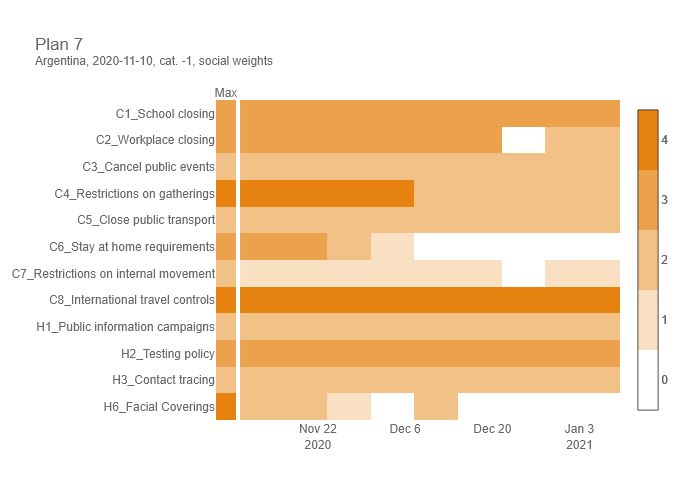 Plan 7
Argentina, 2020-11-10, cat. -1, social weights
Max
C1_School closing
C2_Workplace closing
C3_Cancel public events
C4_Restrictions on gatherings
C5_Close public transport
C6_Stay at home requirements
C7_Restrictions on internal movement
C8_International travel controls
H1_Public information campaigns
H2_Testing policy
H3_Contact tracing
H6_Facial Coverings
Nov 22 Dec 6 Dec 20 Jan 3
2020 2021
4
3
2
1
0